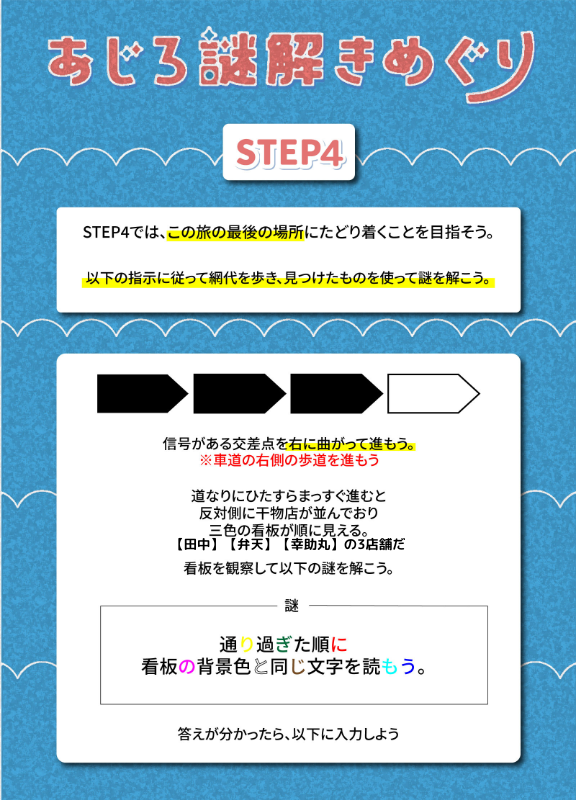 あじろ謎解きめぐり
STEP4
STEP4では、この旅の最後の場所にたどり着くことを目指そう。
以下の指示に従って網代を歩き、見つけたものを使って謎を解こう。
信号がある交差点を右に曲がって進もう。
※車道の右側の歩道を進もう
道なりにひたすらまっすぐ進むと
反対側に干物店が並んでおり
三色の看板が順に見える。
【田中】【弁天】【幸助丸】の3店舗だ
看板を観察して以下の謎を解こう。
謎
通り過ぎた順に
看板の背景色と同じ文字を読もう。
答えが分かったら、以下に入力しよう